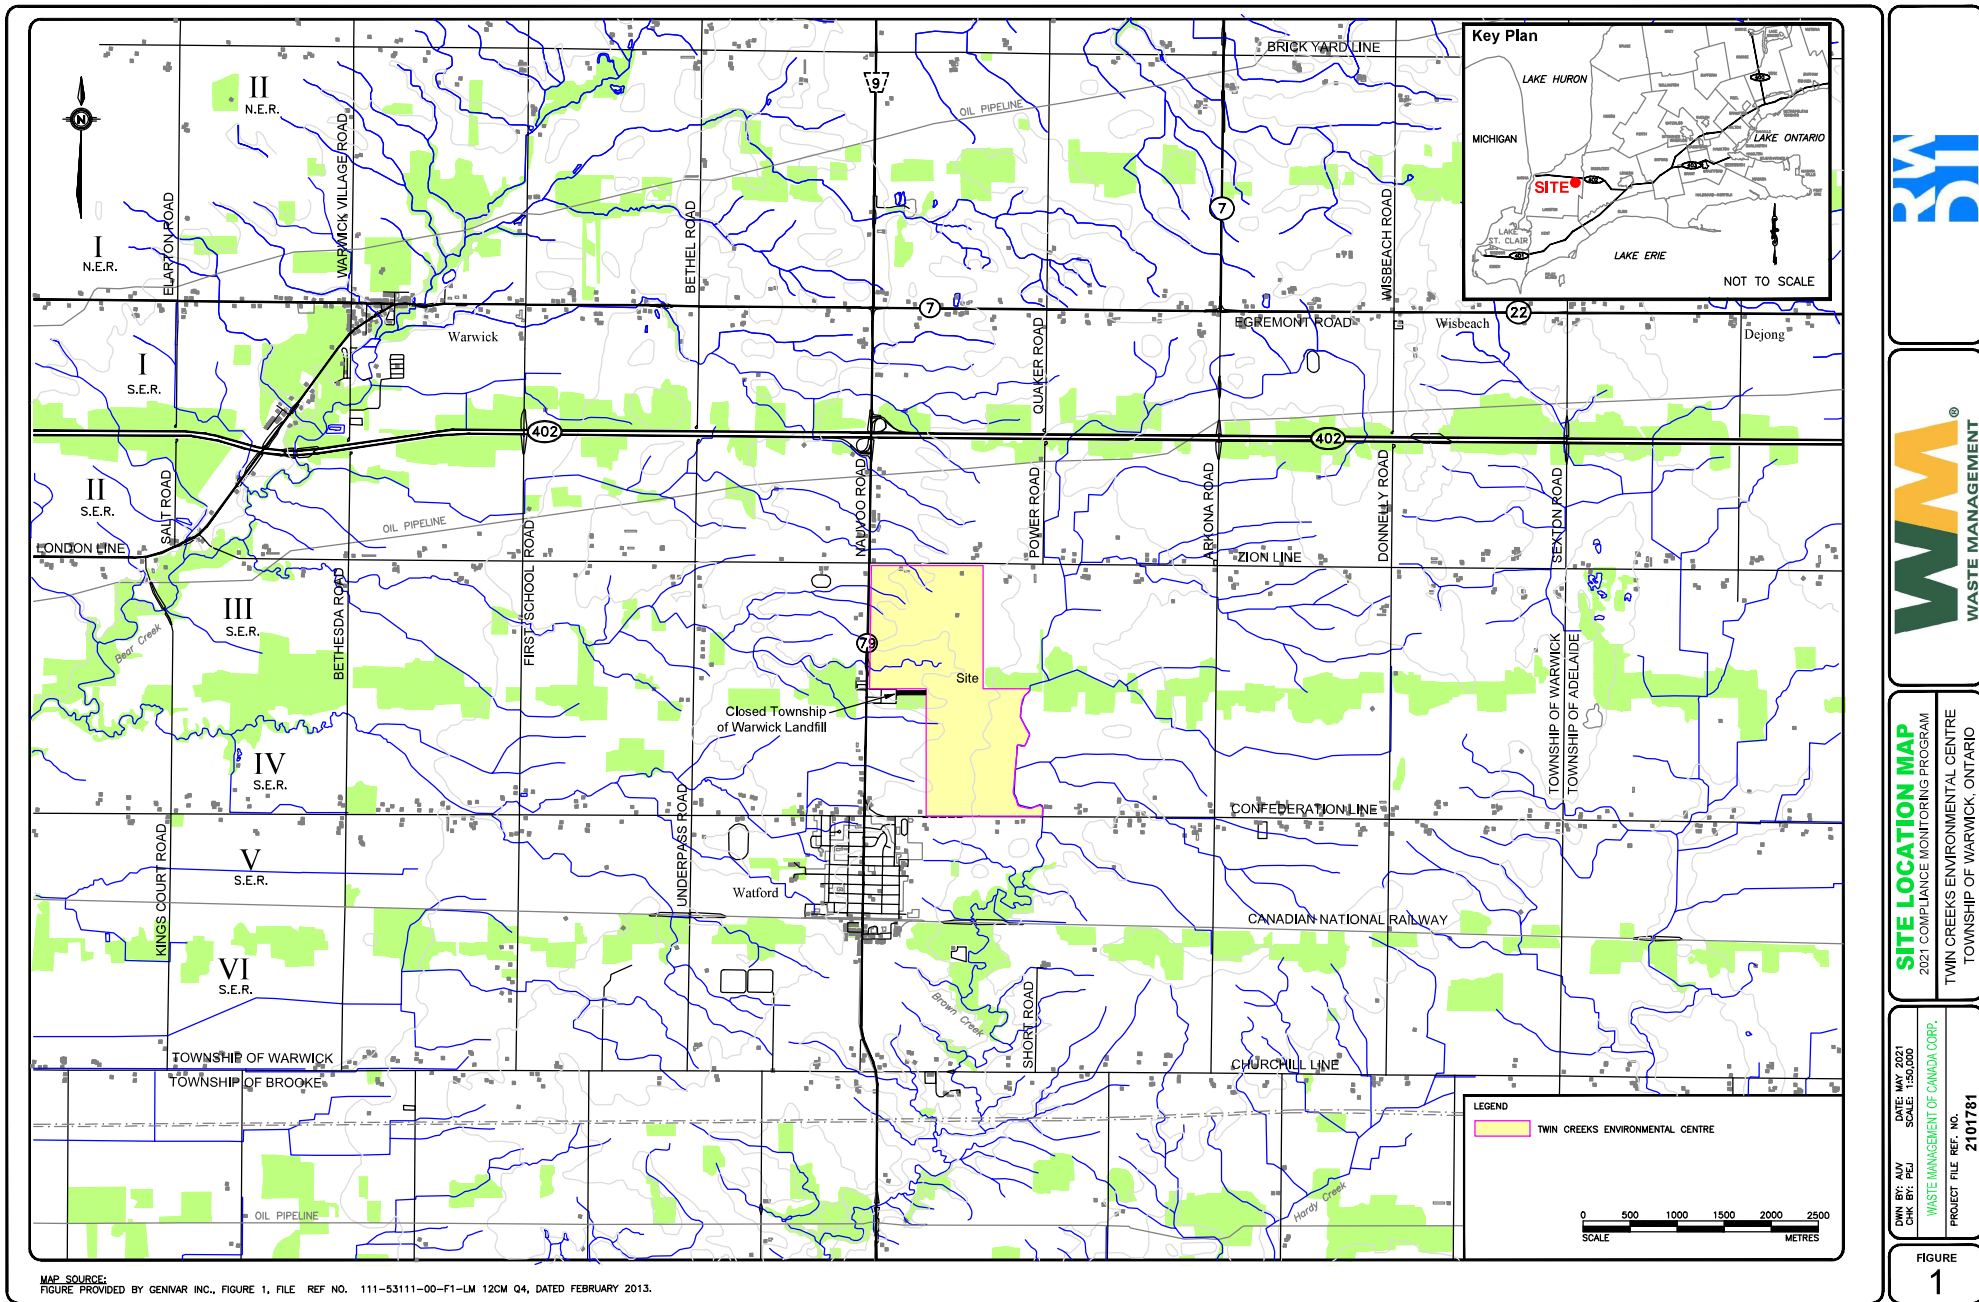 BRICK YARD LINE
OIL PIPELINE
9
II
N.E.R.
I
N.E.R.
ELARTON ROAD
WARWICK VILLAGE ROAD
BETHEL ROAD
QUAKER ROAD
7
WISBEACH ROAD
Key Plan
LAKE HURON
MICHIGAN
LAKE ONTARIO
SITE
LAKE
ST. CLAIR
LAKE ERIE
NOT TO SCALE
N
7
EGREMONT ROAD
Wisbeach
22
Dejong
Warwick
I
S.E.R.
402
402
II
S.E.R.
SALT ROAD
OIL PIPELINE
LONDON LINE
FIRST SCHOOL ROAD
NAUVOO ROAD
POWER ROAD
ARKONA ROAD
ZION LINE
DONNELLY ROAD
SEXTON ROAD
Bear Creek
III
S.E.R.
BETHESDA ROAD
79
Site
Closed Township
of Warwick Landfill
TOWNSHIP OF WARWICK
TOWNSHIP OF ADELAIDE
IV
S.E.R.
UNDERPASS ROAD
CONFEDERATION LINE
KINGS COURT ROAD
V
S.E.R.
Watford
CANADIAN NATIONAL RAILWAY
VI
S.E.R.
Brown Creek
SHORT ROAD
TOWNSHIP OF WARWICK
TOWNSHIP OF BROOKE
CHURCHILL LINE
OIL PIPELINE
Hardy Creek
LEGEND
TWIN CREEKS ENVIRONMENTAL CENTRE
0 500 1000 1500 2000 2500
SCALE METRES
MAP SOURCE:
FIGURE PROVIDED BY GENIVAR INC., FIGURE 1, FILE REF NO. 111-53111-00-F1-LM 12CM Q4, DATED FEBRUARY 2013.
WM
WASTE MANAGEMENT®
SITE LOCATION MAP
2021 COMPLIANCE MONITORING PROGRAM
TWIN CREEKS ENVIRONMENTAL CENTRE
TOWNSHIP OF WARWICK, ONTARIO
DWN BY: AJV DATE: MAY 2021
CHK BY: PEJ SCALE: 1:50,000
WASTE MANAGEMENT OF CANADA CORP.
PROJECT FILE REF. NO.
2101781
FIGURE
1